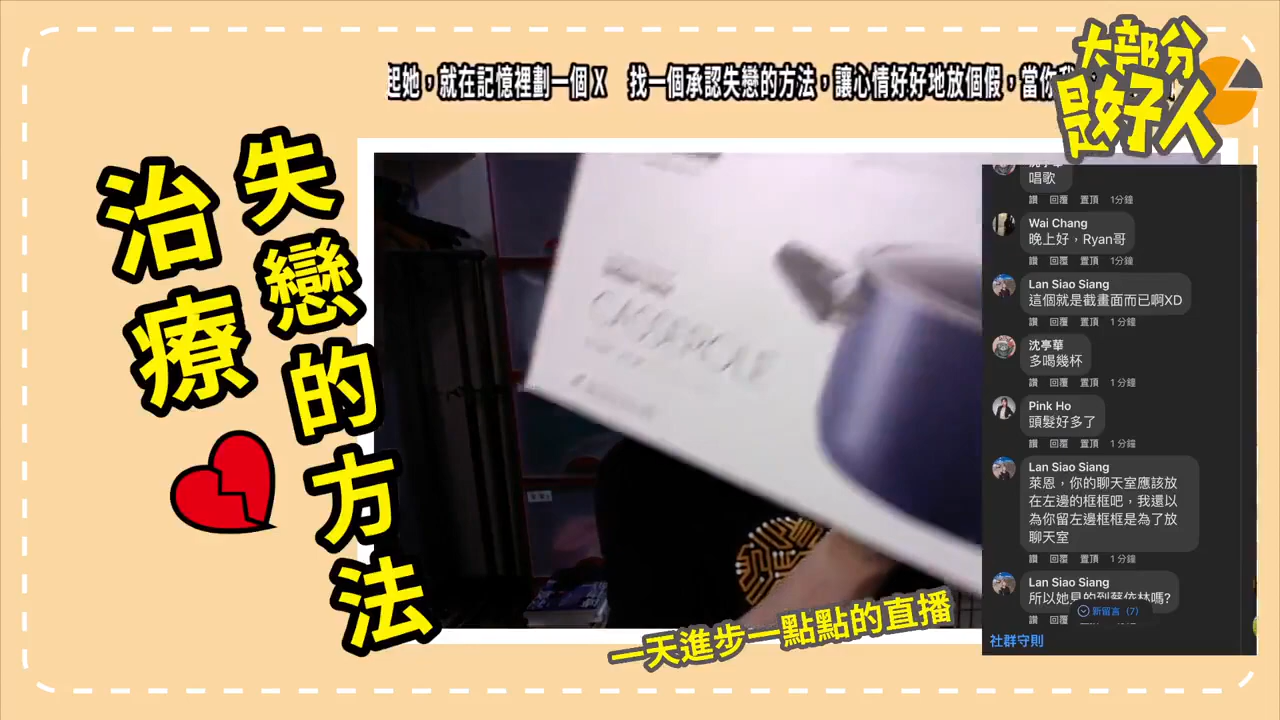 起她，就在記憶裡劃一個X　找一個承認失戀的方法，讓心情好好地放個假，當你
大部分
是好人
治療
失戀的方法
唱歌
讚 回覆 置頂 1分鐘
Wai Chang
晚上好，Ryan哥
讚 回覆 置頂 1分鐘
Lan Siao Siang
這個就是截畫面而已啊XD
讚 回覆 置頂 1 分鐘
沈亭華
多喝幾杯
讚 回覆 置頂 1 分鐘
Pink Ho
頭髮好多了
讚 回覆 置頂 1 分鐘
Lan Siao Siang
萊恩，你的聊天室應該放
在左邊的框框吧，我還以
為你留左邊框框是為了放
聊天室
讚 回覆 置頂 1 分鐘
Lan Siao Siang
所以她見的到蔡依林嗎?
新留言（7）
社群守則
一天進步一點點的直播